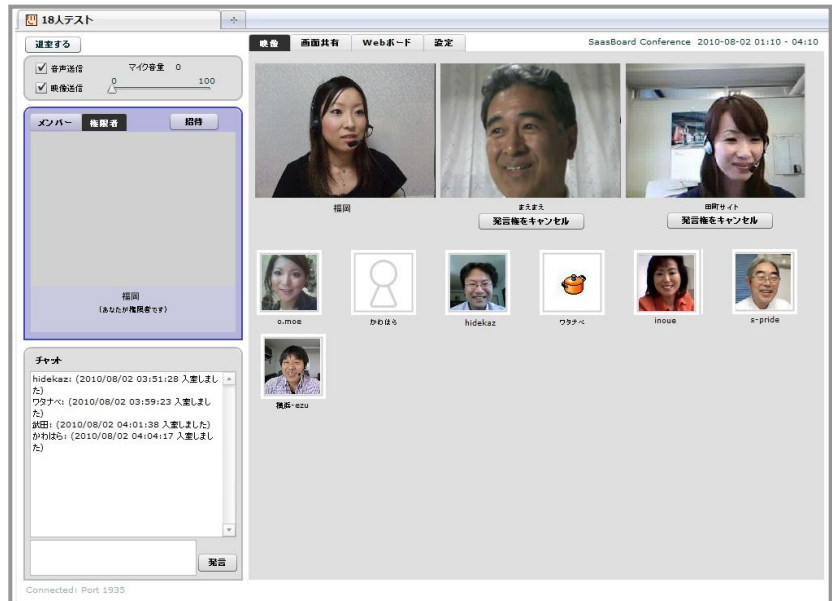 18人テスト
退室する
映像
画面共有
Webボード
設定
SaasBoard Conference 2010-08-02 01:10 - 04:10
音声送信
マイク音量 0
映像送信
0
100
メンバー
権限者
招待
福岡
(あなたが権限者です)
福岡
まえまえ
田町サイト
発言権をキャンセル
発言権をキャンセル
o.moe
かわはら
hidekaz
ワタナベ
inoue
s-pride
横浜-ezu
チャット
hidekaz: (2010/08/02 03:51:28 入室しまし
た)
ワタナベ: (2010/08/02 03:59:23 入室しまし
た)
武田: (2010/08/02 04:01:38 入室しました)
かわはら: (2010/08/02 04:04:17 入室しまし
た)
発言
Connected: Port 1935